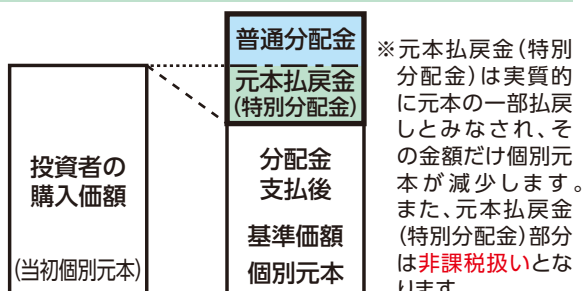 普通分配金
元本払戻金
(特別分配金)
投資者の
購入価額
(当初個別元本)
分配金
支払後
基準価額
個別元本
※元本払戻金(特別
分配金)は実質的
に元本の一部払戻
しとみなされ、そ
の金額だけ個別元
本が減少します。
また、元本払戻金
(特別分配金)部分
は非課税扱いとな
ります